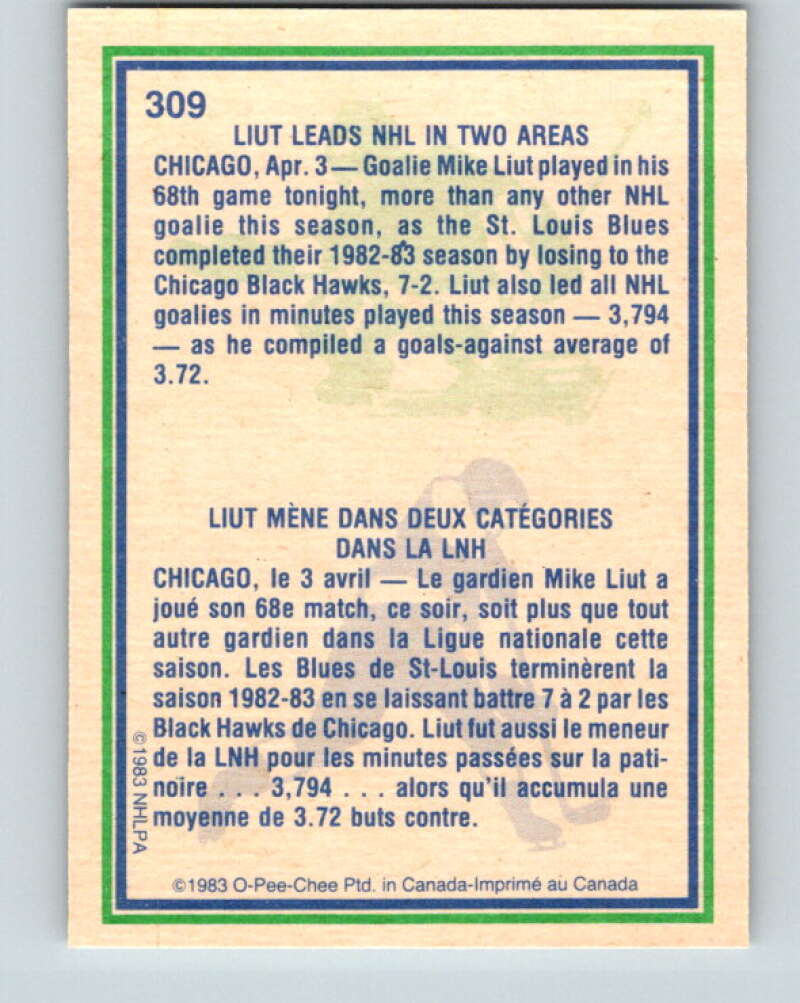 309
LIUT LEADS NHL IN TWO AREAS
CHICAGO, Apr. 3 — Goalie Mike Liut played in his
68th game tonight, more than any other NHL
goalie this season, as the St. Louis Blues
completed their 1982-83 season by losing to the
Chicago Black Hawks, 7-2. Liut also led all NHL
goalies in minutes played this season — 3,794
— as he compiled a goals-against average of
3.72.
LIUT MÈNE DANS DEUX CATÉGORIES
DANS LA LNH
CHICAGO, le 3 avril — Le gardien Mike Liut a
joué son 68e match, ce soir, soit plus que tout
autre gardien dans la Ligue nationale cette
saison. Les Blues de St-Louis terminèrent la
saison 1982-83 en se laissant battre 7 à 2 par les
Black Hawks de Chicago. Liut fut aussi le meneur
de la LNH pour les minutes passées sur la pati-
noire . . . 3,794 . . . alors qu'il accumula une
moyenne de 3.72 buts contre.
©1983 NHLPA
©1983 O-Pee-Chee Ptd. in Canada-Imprimé au Canada